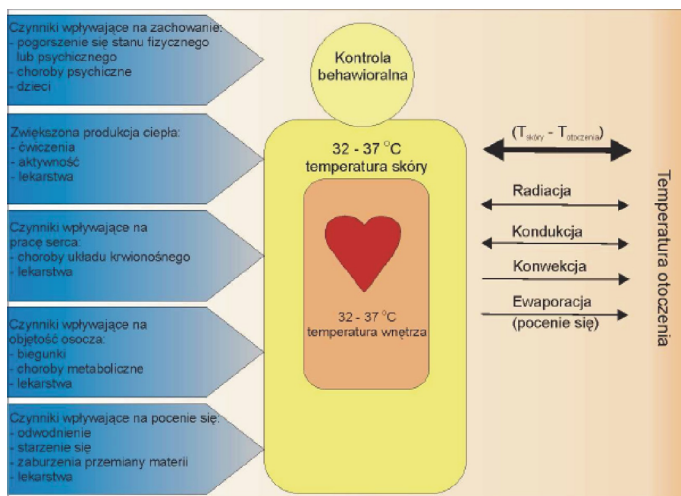 Czynniki wpływające na zachowanie:
- pogorszenie się stanu fizycznego
lub psychicznego
- choroby psychiczne
- dzieci
Zwiększona produkcja ciepła:
- ćwiczenia
- aktywność
- lekarstwa
Czynniki wpływające na
pracę serca:
- choroby układu krwionośnego
- lekarstwa
Czynniki wpływające na
objętość osocza:
- biegunki
- choroby metaboliczne
- lekarstwa
Czynniki wpływające na pocenie się:
- odwodnienie
- starzenie się
- zaburzenia przemiany materii
- lekarstwa
Kontrola
behawioralna
32 - 37 °C
temperatura skóry
32 - 37 °C
temperatura wnętrza
(Tskóry - Totoczenia)
Radiacja
Kondukcja
Konwekcja
Ewaporacja
(pocenie się)
Temperatura otoczenia